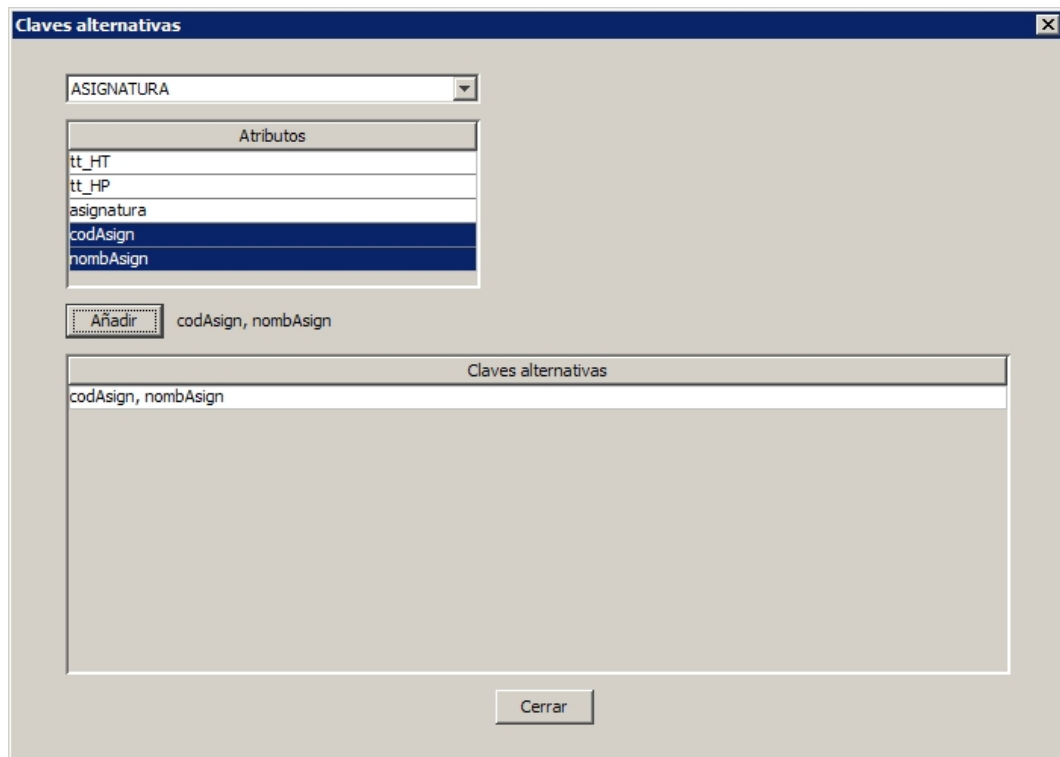 Claves alternativas
ASIGNATURA
Atributos
tt_HT
tt_HP
asignatura
codAsign
nombAsign
Añadir codAsign, nombAsign
Claves alternativas
codAsign, nombAsign
Cerrar